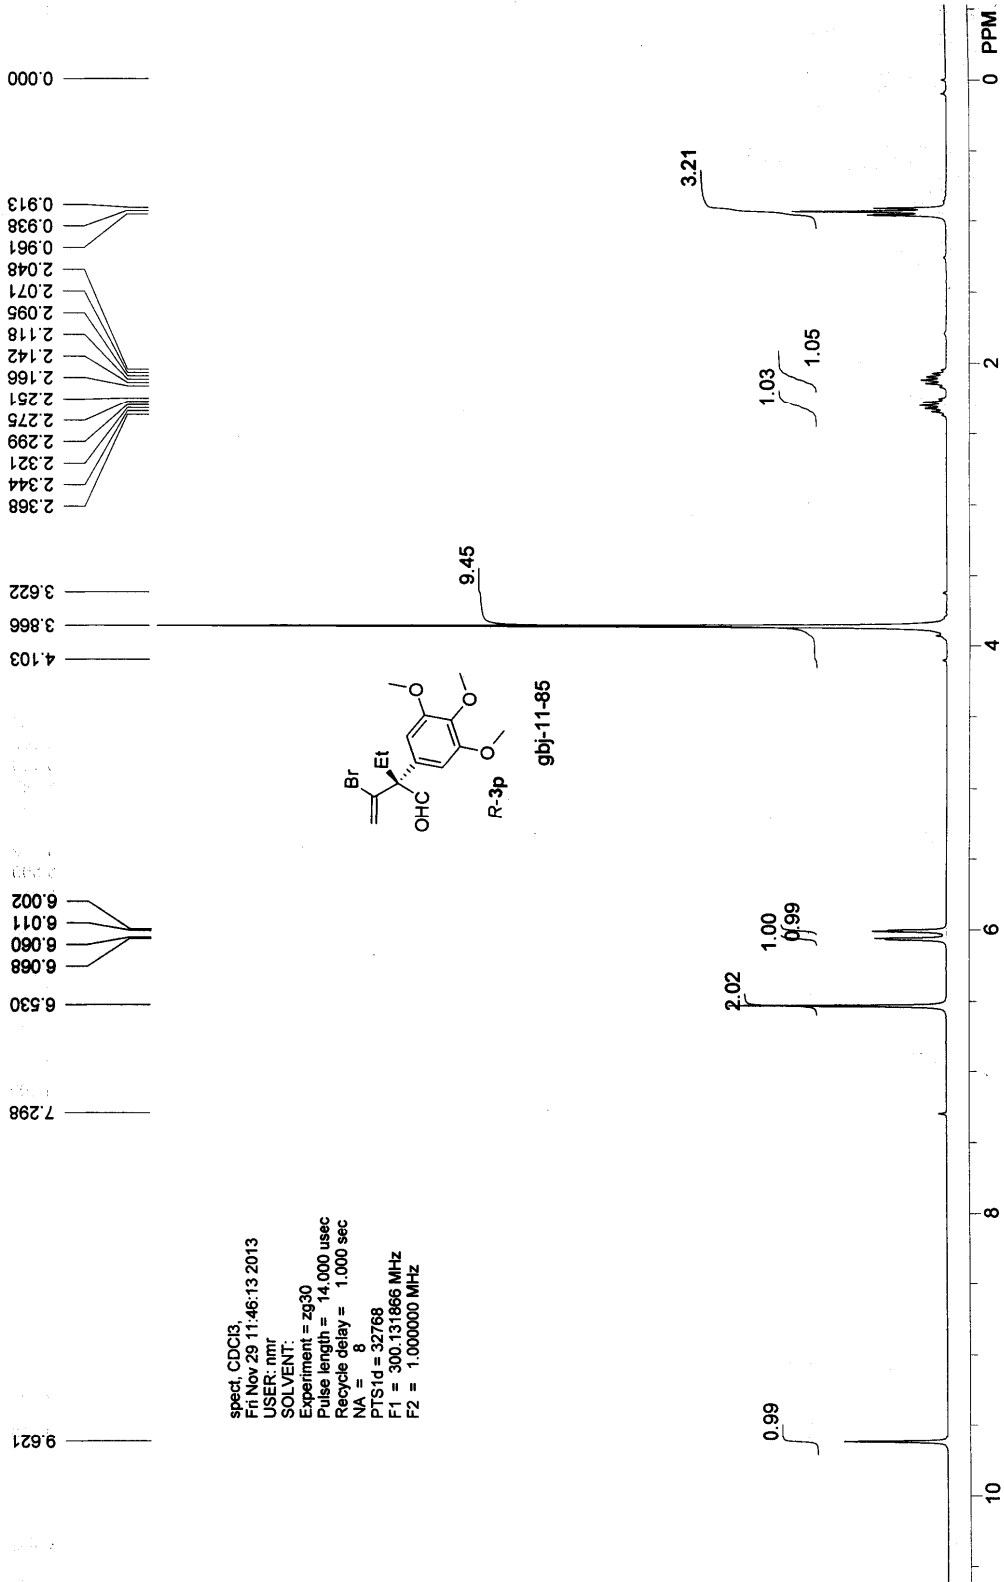 0.000
0.913
0.938
0.961
2.048
2.071
2.095
2.118
2.142
2.166
2.251
2.275
2.299
2.321
2.344
2.368
3.622
3.866
4.103
6.002
6.011
6.060
6.068
6.530
7.298
9.621
spect, CDCl3,
Fri Nov 29 11:46:13 2013
USER: nmr
SOLVENT:
Experiment = zg30
Pulse length = 14.000 usec
Recycle delay = 1.000 sec
NA = 8
PTS1d = 32768
F1 = 300.131866 MHz
F2 = 1.000000 MHz
Br
Et
OHC
O
O
O
R-3p
gbj-11-85
0.99
2.02
1.00
0.99
9.45
1.03
1.05
3.21
10
8
6
4
2
0
PPM